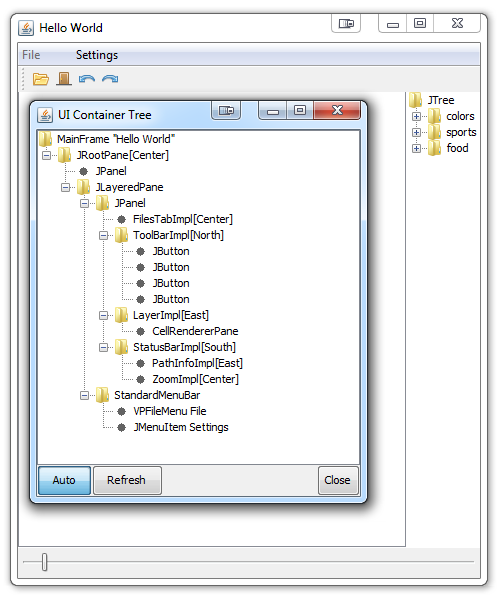 Hello World
File Settings
JTree
colors
sports
food
UI Container Tree
MainFrame "Hello World"
JRootPane[Center]
JPanel
JLayeredPane
JPanel
FilesTabImpl[Center]
ToolBarImpl[North]
JButton
JButton
JButton
JButton
LayerImpl[East]
CellRendererPane
StatusBarImpl[South]
PathInfoImpl[East]
ZoomImpl[Center]
StandardMenuBar
VPFileMenu File
JMenuItem Settings
Auto Refresh Close